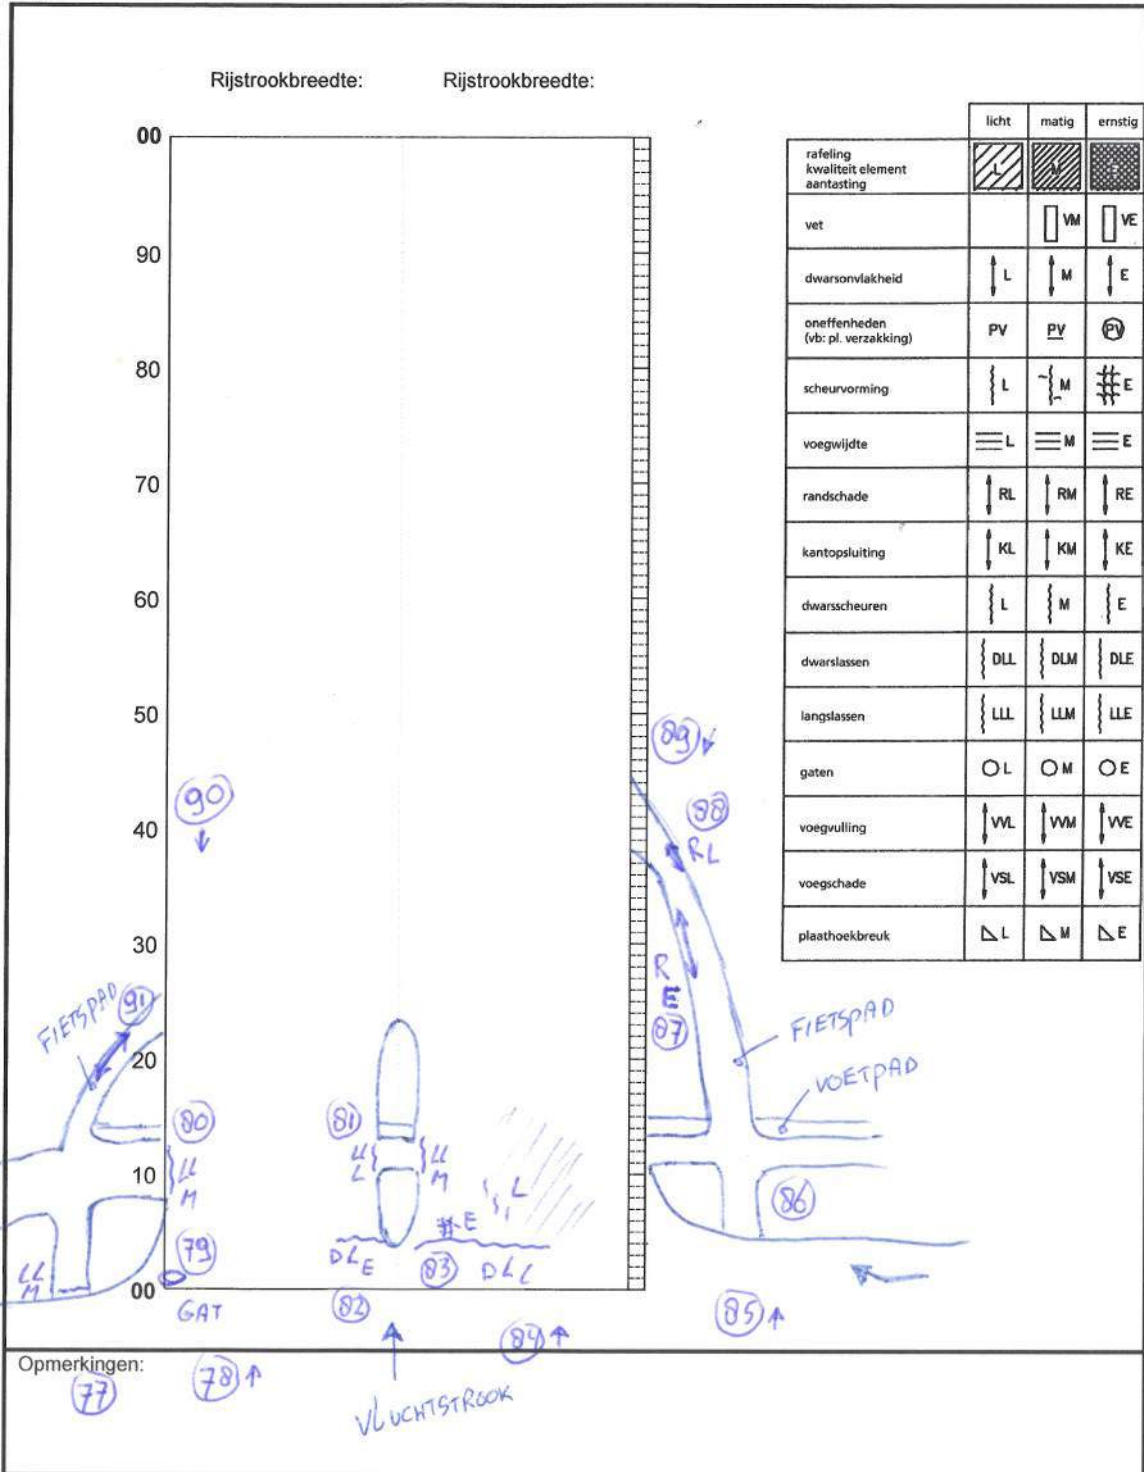 Rijstrookbreedte: Rijstrookbreedte:
licht matig ernstig
rafeling
kwaliteit element
aantasting
L M E
vet VM VE
dwarsonvlakheid L M E
oneffenheden
(vb: pl. verzakking)
PV PV PV
scheurvorming L M E
voegwijdte L M E
randschade RL RM RE
kantopsluiting KL KM KE
dwarsscheuren L M E
dwarslassen DLL DLM DLE
langslassen LLL LLM LLE
gaten L M E
voegvulling VVL VVM VVE
voegschade VSL VSM VSE
plaathoekbreuk L M E
00
90
80
70
60
50
89
90
88
40
RL
30
R
E
91
87
FIETSPAD
FIETSPAD
20
VOETPAD
80
81
LL
M
LL
L
LL
M
10
L
86
E
79
DLE
83
DLL
LL
M
00
GAT
82
85
84
Opmerkingen:
77
78
VLUCHTSTROOK